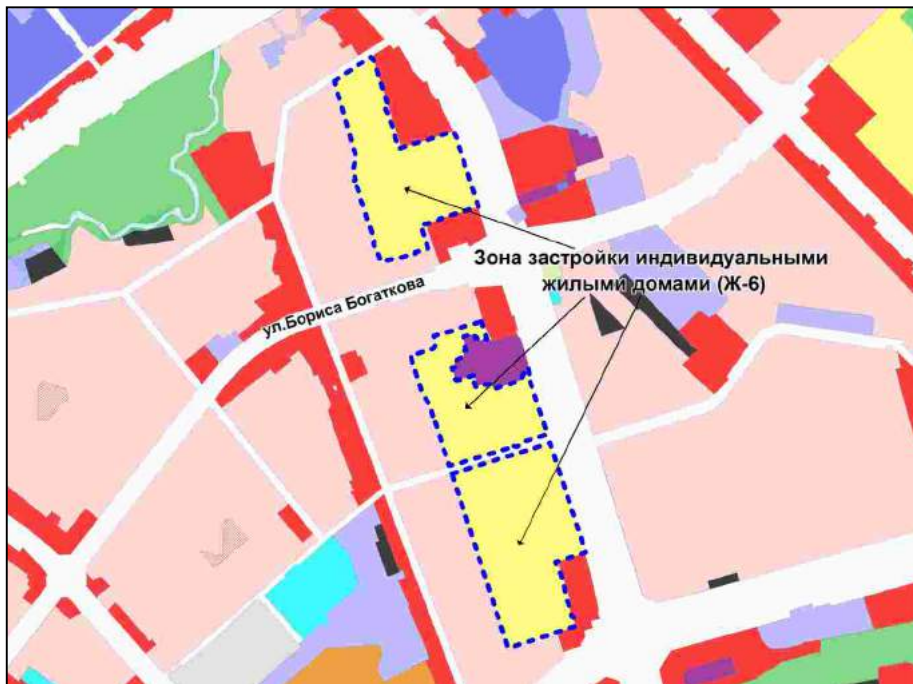 Зона застройки индивидуальными
жилыми домами (Ж-6)
ул.Бориса Богаткова